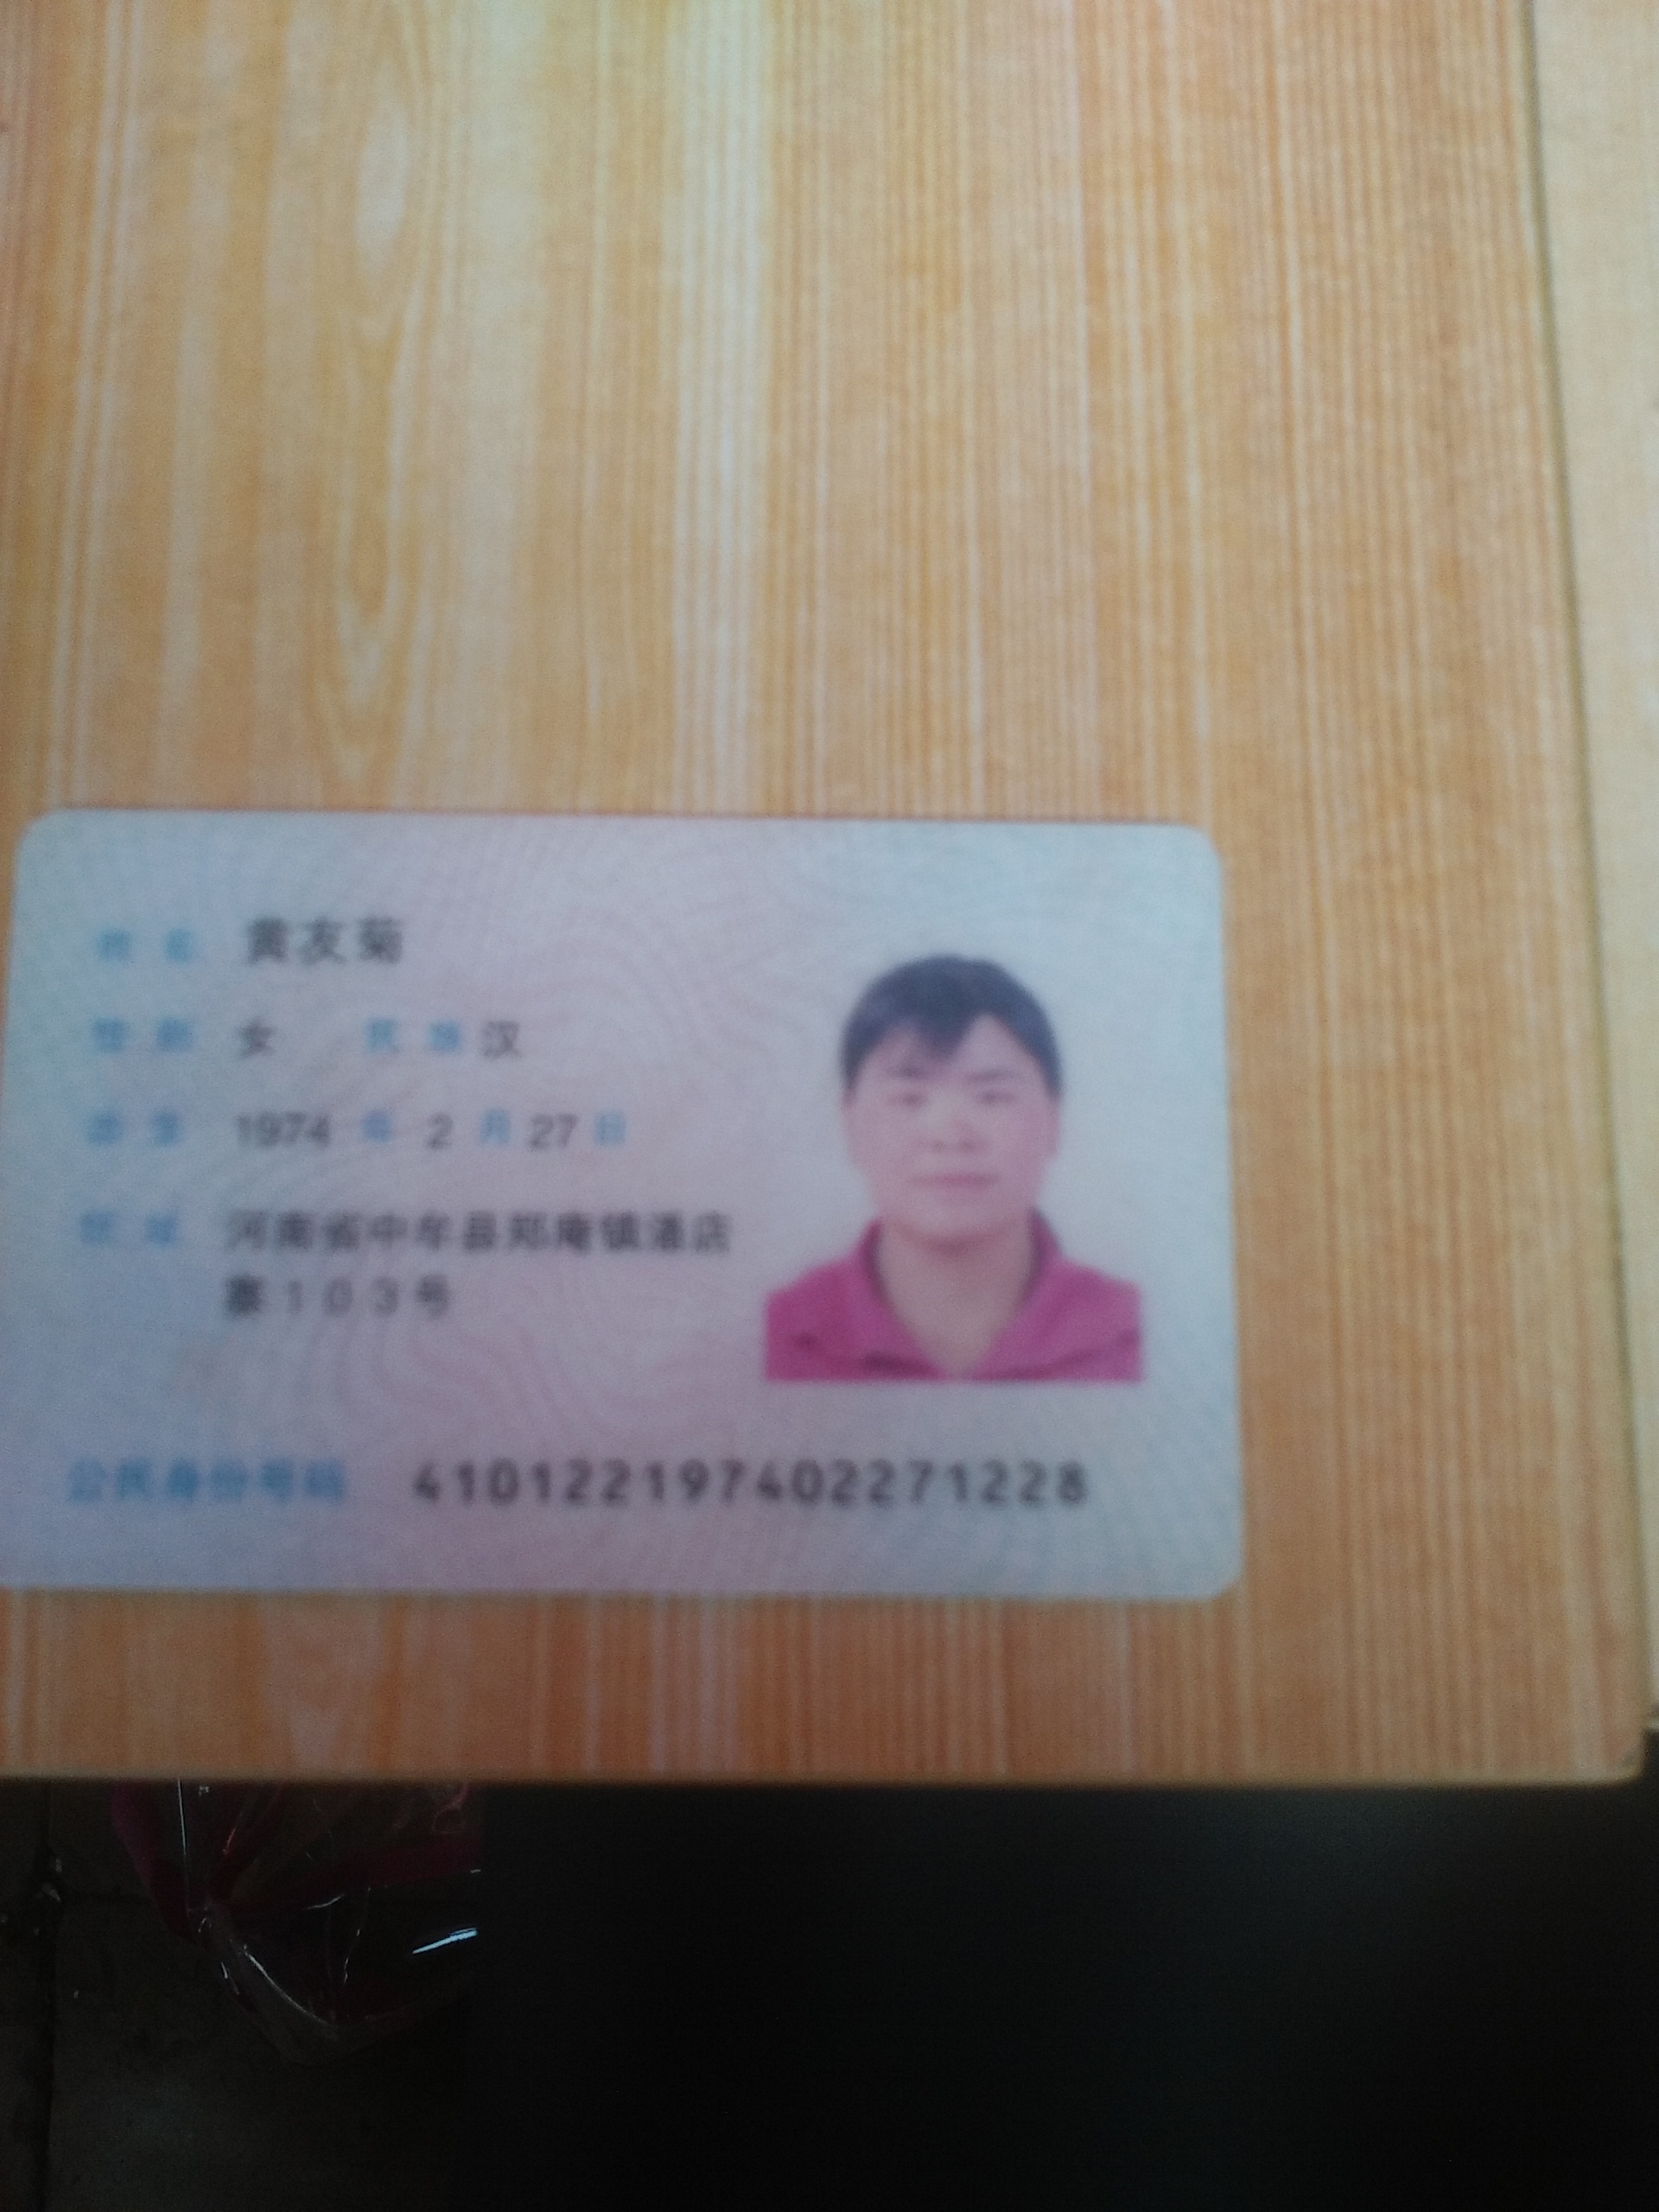 姓名 黄友菊
性别 女 民族 汉
出生 1974 年 2 月 27 日
住址 河南省中牟县郑庵镇潘店
寨103号
公民身份号码 410122197402271228